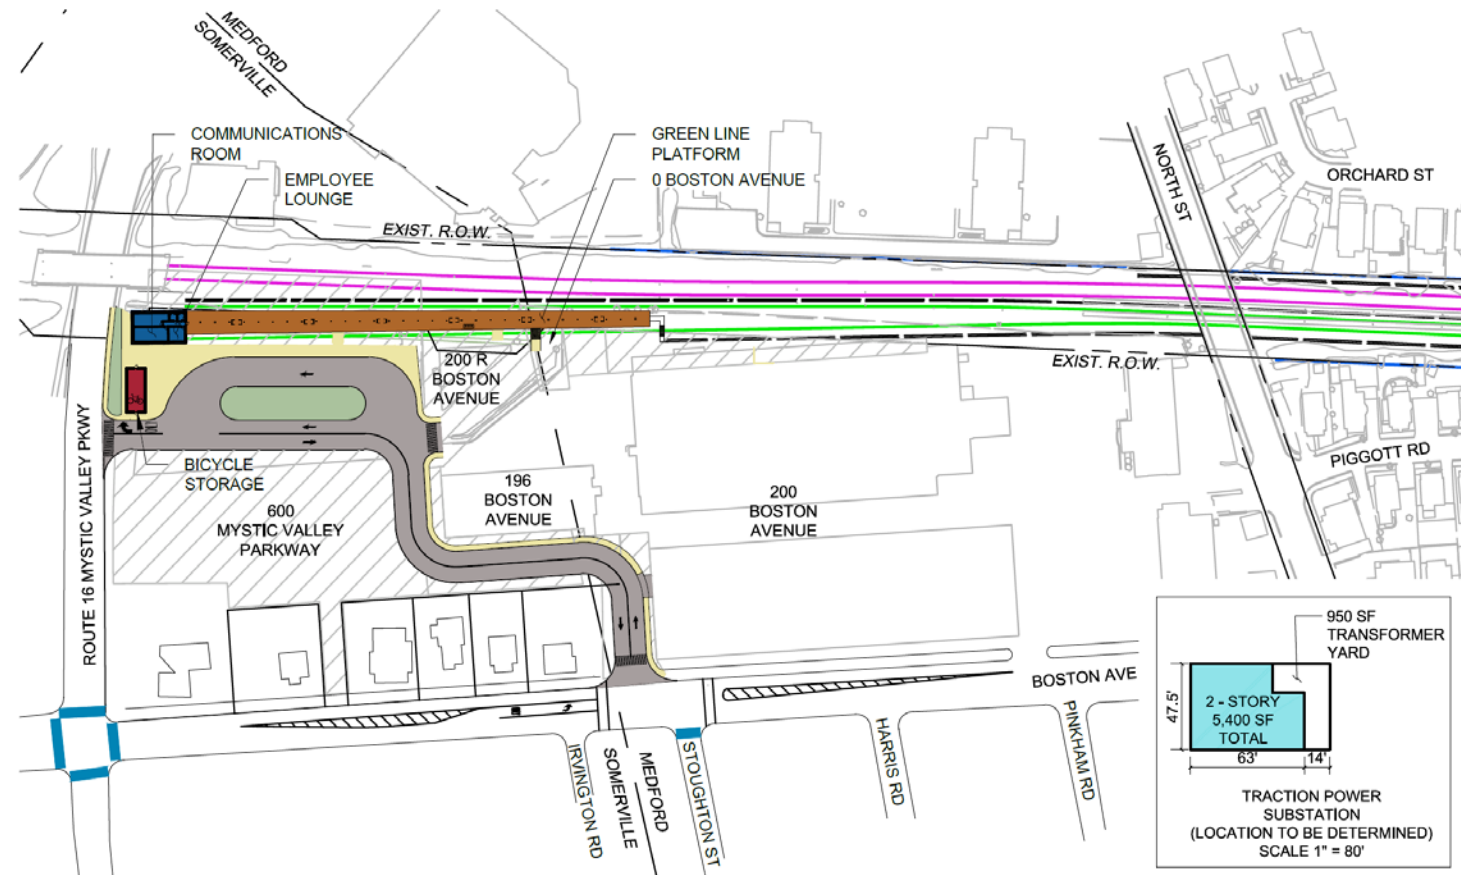 MEDFORD
SOMERVILLE
COMMUNICATIONS
ROOM
EMPLOYEE
LOUNGE
GREEN LINE
PLATFORM
0 BOSTON AVENUE
NORTH ST
ORCHARD ST
EXIST. R.O.W.
200 R
BOSTON
AVENUE
EXIST. R.O.W.
PIGGOTT RD
ROUTE 16 MYSTIC VALLEY PKWY
BICYCLE
STORAGE
600
MYSTIC VALLEY
PARKWAY
196
BOSTON
AVENUE
200
BOSTON
AVENUE
BOSTON AVE
IRVINGTON RD
SOMERVILLE
MEDFORD
STOUGHTON ST
HARRIS RD
PINKHAM RD
950 SF
TRANSFORMER
YARD
47.5'
2 - STORY
5,400 SF
TOTAL
63'
14'
TRACTION POWER
SUBSTATION
(LOCATION TO BE DETERMINED)
SCALE 1" = 80'